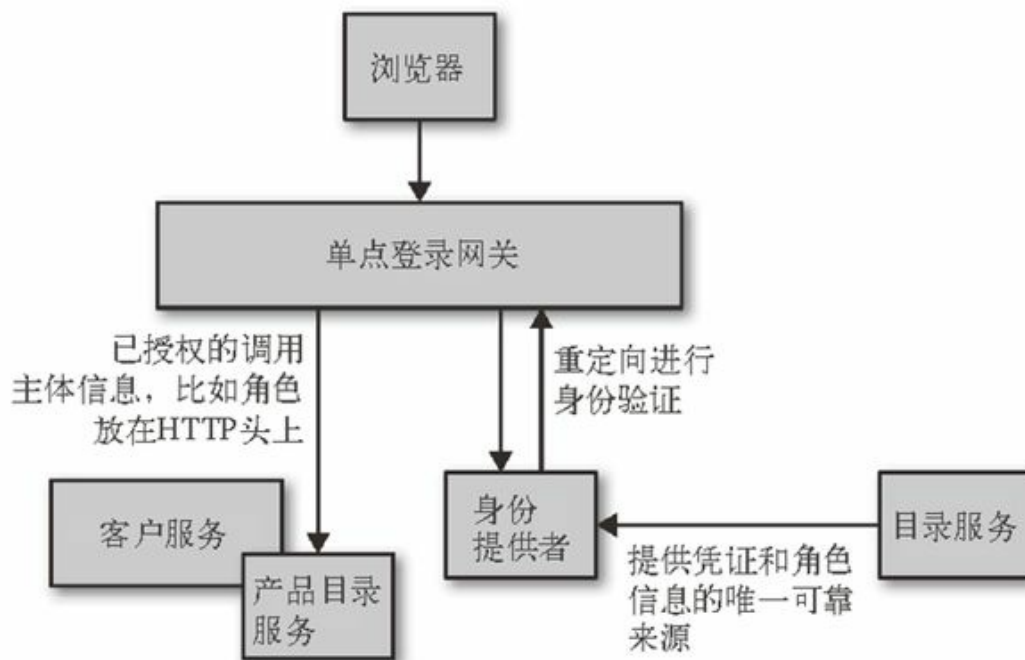 浏览器
单点登录网关
已授权的调用
主体信息，比如角色
放在HTTP头上
重定向进行
身份验证
客户服务
产品目录
服务
身份
提供者
目录服务
提供凭证和角色
信息的唯一可靠
来源